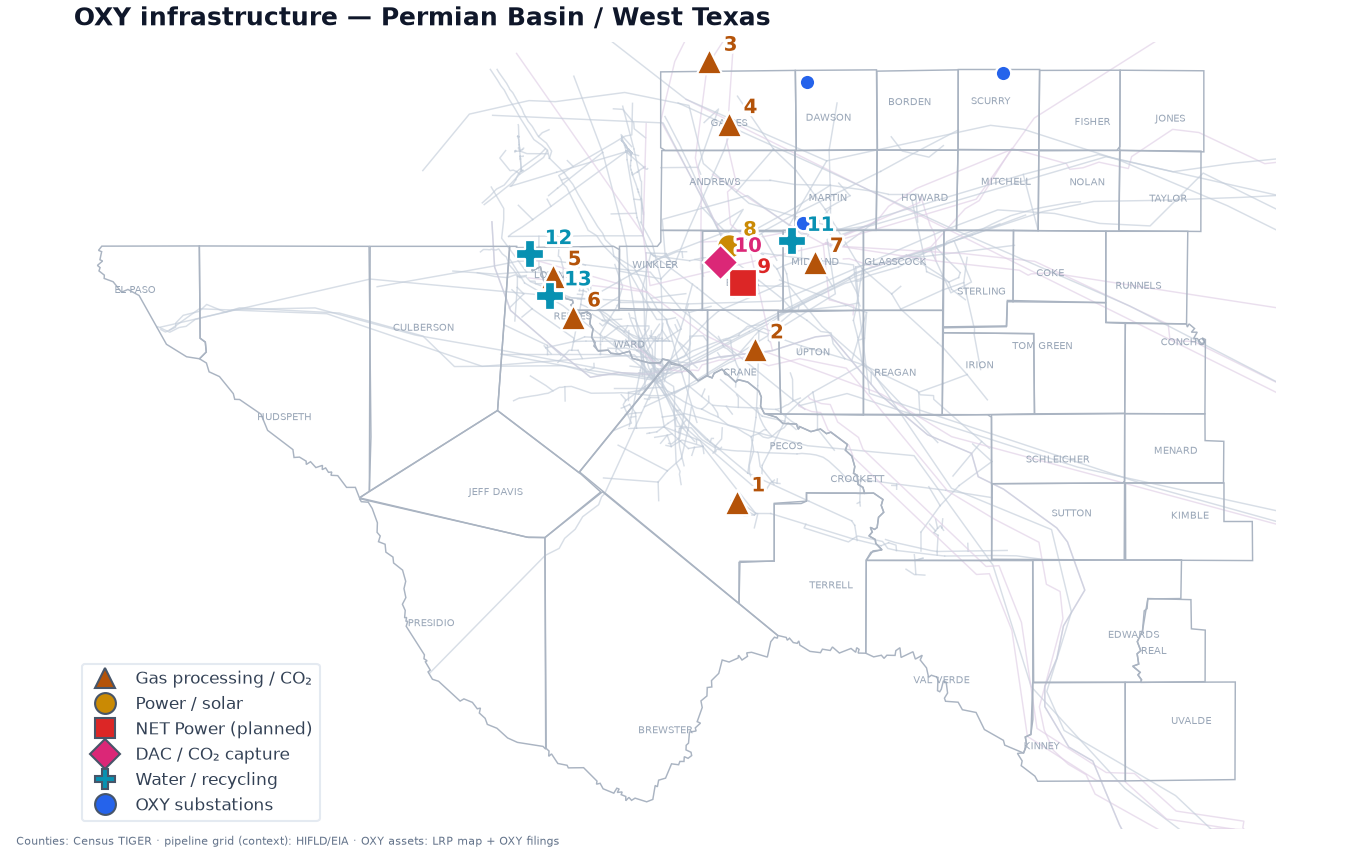 OXY infrastructure — Permian Basin / West Texas
3
4
GAINES
DAWSON
BORDEN
SCURRY
FISHER
JONES
ANDREWS
MARTIN
HOWARD
MITCHELL
NOLAN
TAYLOR
12
5
13
6
8
10
9
11
7
EL PASO
HUDSPETH
CULBERSON
REEVES
WINKLER
WARD
MIDLAND
GLASSCOCK
STERLING
COKE
RUNNELS
2
CRANE
UPTON
REAGAN
IRION
TOM GREEN
CONCHO
PECOS
CROCKETT
SCHLEICHER
MENARD
1
JEFF DAVIS
SUTTON
KIMBLE
TERRELL
PRESIDIO
BREWSTER
VAL VERDE
EDWARDS
REAL
KINNEY
UVALDE
Gas processing / CO₂
Power / solar
NET Power (planned)
DAC / CO₂ capture
Water / recycling
OXY substations
Counties: Census TIGER · pipeline grid (context): HIFLD/EIA · OXY assets: LRP map + OXY filings